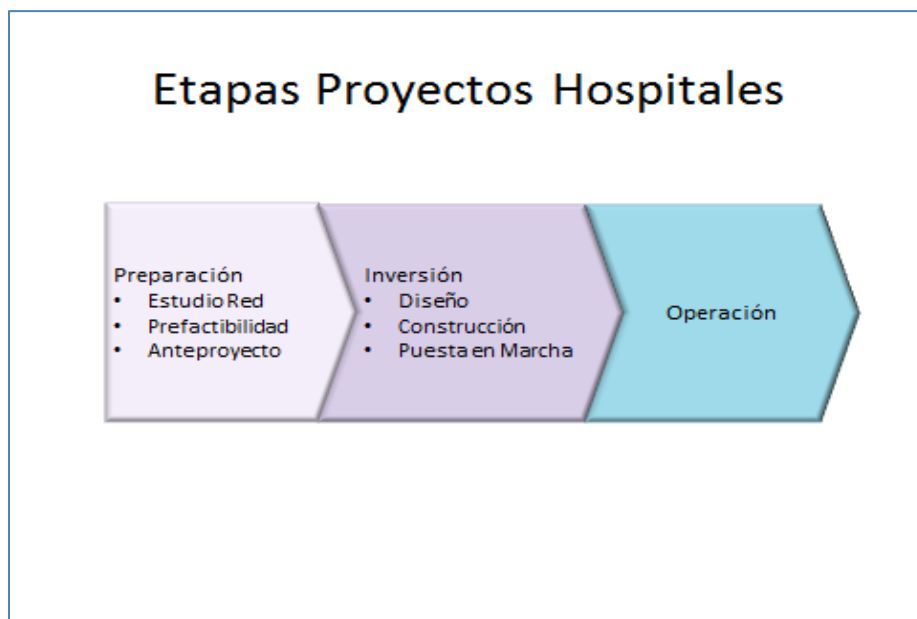 Etapas Proyectos Hospitales
Preparación
• Estudio Red
• Prefactibilidad
• Anteproyecto
Inversión
• Diseño
• Construcción
• Puesta en Marcha
Operación